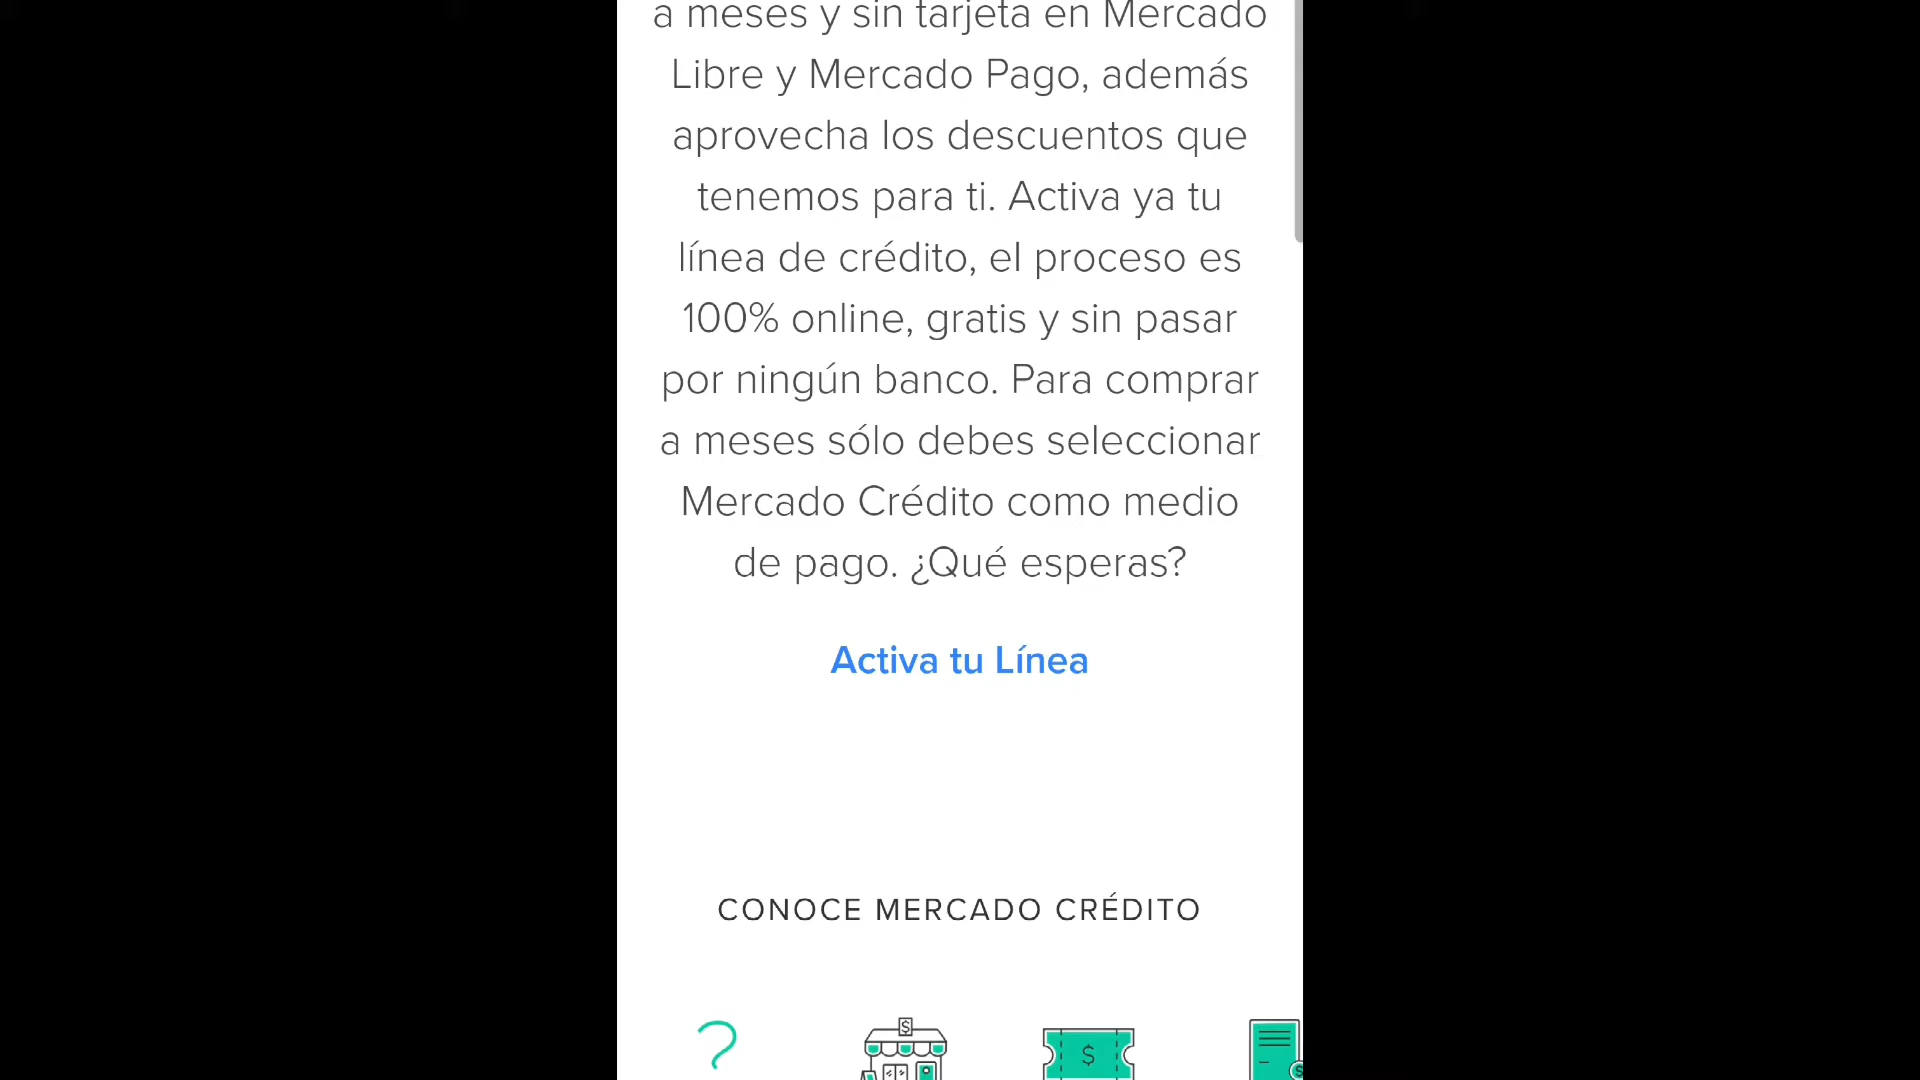 a meses y sin tarjeta en Mercado
Libre y Mercado Pago, además
aprovecha los descuentos que
tenemos para ti. Activa ya tu
línea de crédito, el proceso es
100% online, gratis y sin pasar
por ningún banco. Para comprar
a meses sólo debes seleccionar
Mercado Crédito como medio
de pago. ¿Qué esperas?
Activa tu Línea
CONOCE MERCADO CRÉDITO